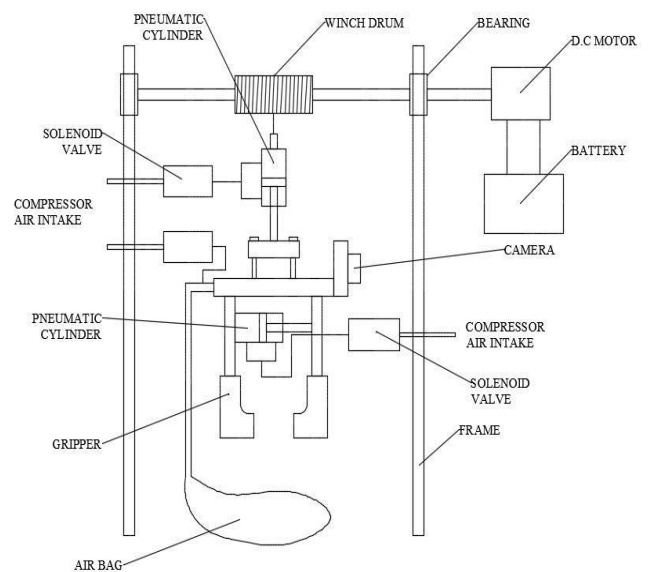 PNEUMATIC
CYLINDER
WINCH DRUM
BEARING
D.C MOTOR
SOLENOID
VALVE
BATTERY
COMPRESSOR
AIR INTAKE
CAMERA
PNEUMATIC
CYLINDER
COMPRESSOR
AIR INTAKE
SOLENOID
VALVE
GRIPPER
FRAME
AIR BAG